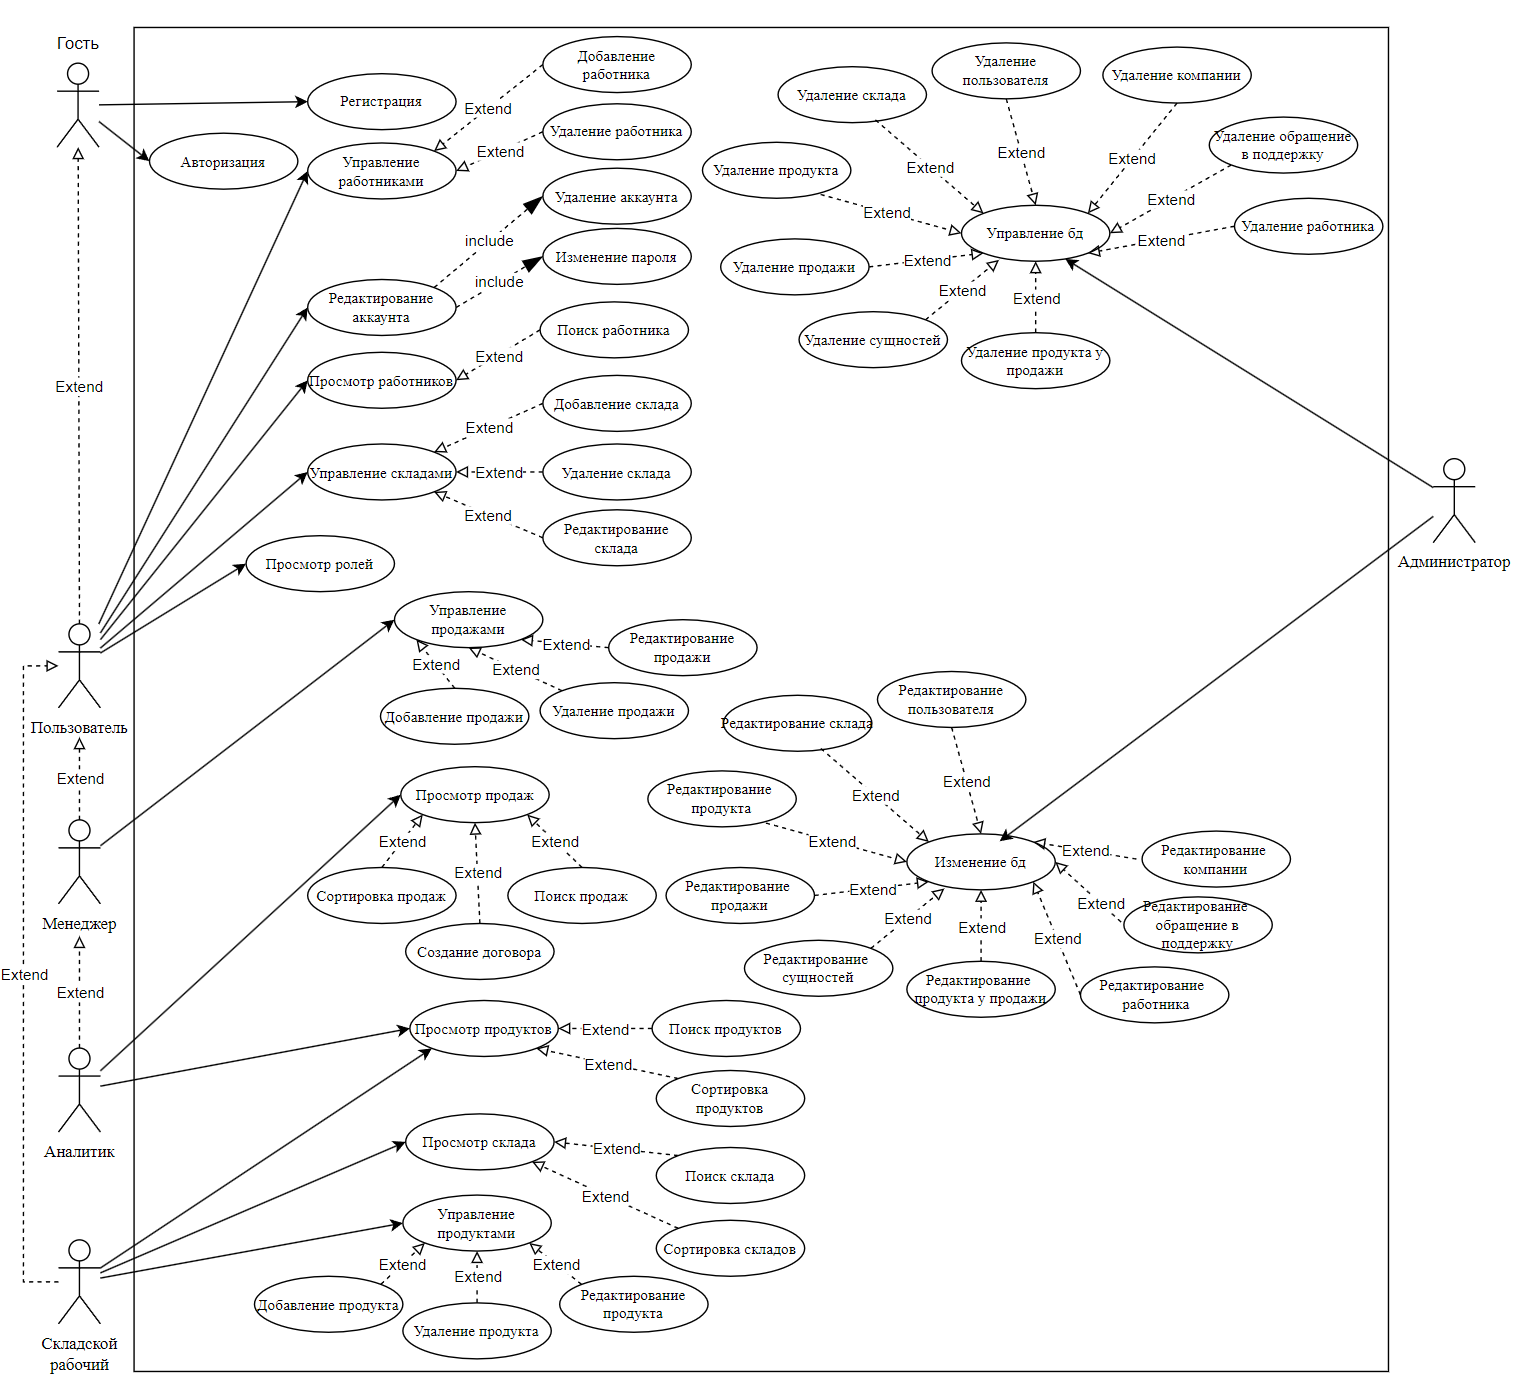 Гость
Регистрация
Авторизация
Управление
работниками
Extend
Добавление
работника
Extend
Удаление работника
include
Удаление аккаунта
include
Изменение пароля
Редактирование
аккаунта
Extend
Поиск работника
Просмотр работников
Extend
Добавление склада
Управление складами
Extend
Удаление склада
Extend
Редактирование
склада
Просмотр ролей
Extend
Удаление склада
Удаление
пользователя
Удаление компании
Удаление обращение
в поддержку
Удаление продукта
Extend
Extend
Extend
Extend
Extend
Удаление работника
Управление бд
Extend
Удаление продажи
Extend
Extend
Extend
Удаление сущностей
Удаление продукта у
продажи
Администратор
Пользователь
Управление
продажами
Extend
Редактирование
продажи
Extend
Extend
Добавление продажи
Удаление продажи
Extend
Менеджер
Просмотр продаж
Extend
Extend
Extend
Сортировка продаж
Поиск продаж
Создание договора
Редактирование склада
Редактирование
пользователя
Редактирование
продукта
Extend
Extend
Extend
Изменение бд
Extend
Редактирование
компании
Редактирование
продажи
Extend
Extend
Редактирование
обращение в
поддержку
Extend
Extend
Extend
Редактирование
сущностей
Редактирование
продукта у продажи
Редактирование
работника
Extend
Extend
Аналитик
Просмотр продуктов
Extend
Поиск продуктов
Extend
Сортировка
продуктов
Просмотр склада
Extend
Поиск склада
Extend
Сортировка складов
Управление
продуктами
Extend
Extend
Extend
Добавление продукта
Удаление продукта
Редактирование
продукта
Складской
рабочий